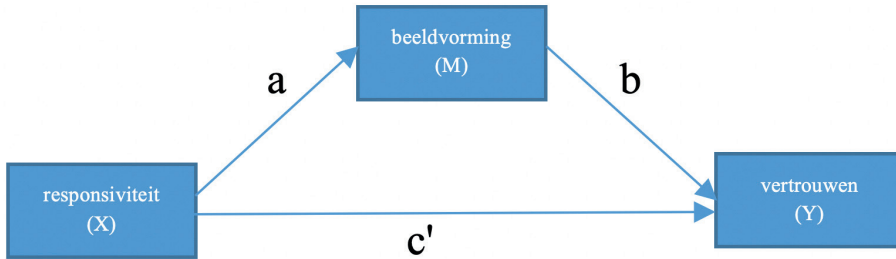 beeldvorming
(M)
a
b
responsiviteit
(X)
vertrouwen
(Y)
c'